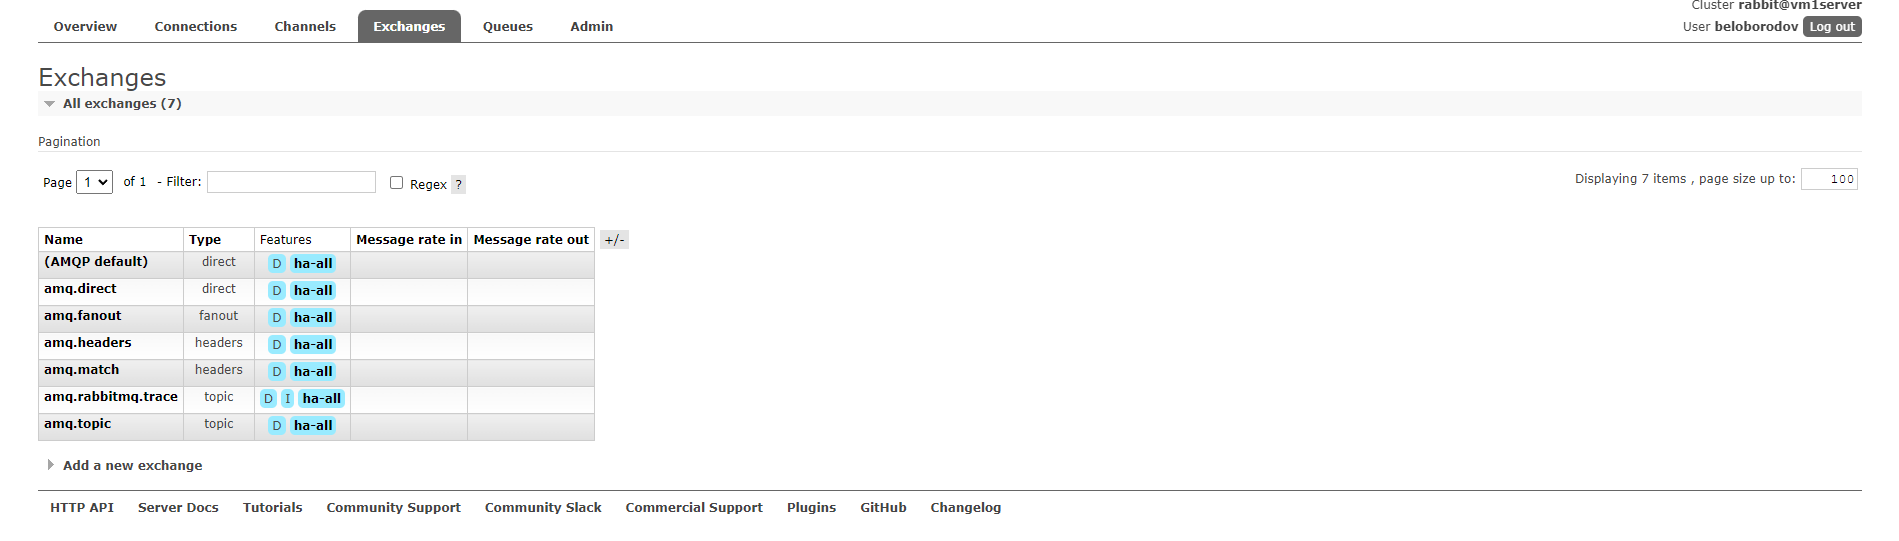 Cluster rabbit@vm1server
Overview Connections Channels Exchanges Queues Admin
User beloborodov Log out
Exchanges
All exchanges (7)
Pagination
Page 1 of 1 - Filter: Regex ?
Displaying 7 items , page size up to: 100
Name Type Features Message rate in Message rate out +/-
(AMQP default) direct D ha-all
amq.direct direct D ha-all
amq.fanout fanout D ha-all
amq.headers headers D ha-all
amq.match headers D ha-all
amq.rabbitmq.trace topic D I ha-all
amq.topic topic D ha-all
Add a new exchange
HTTP API Server Docs Tutorials Community Support Community Slack Commercial Support Plugins GitHub Changelog